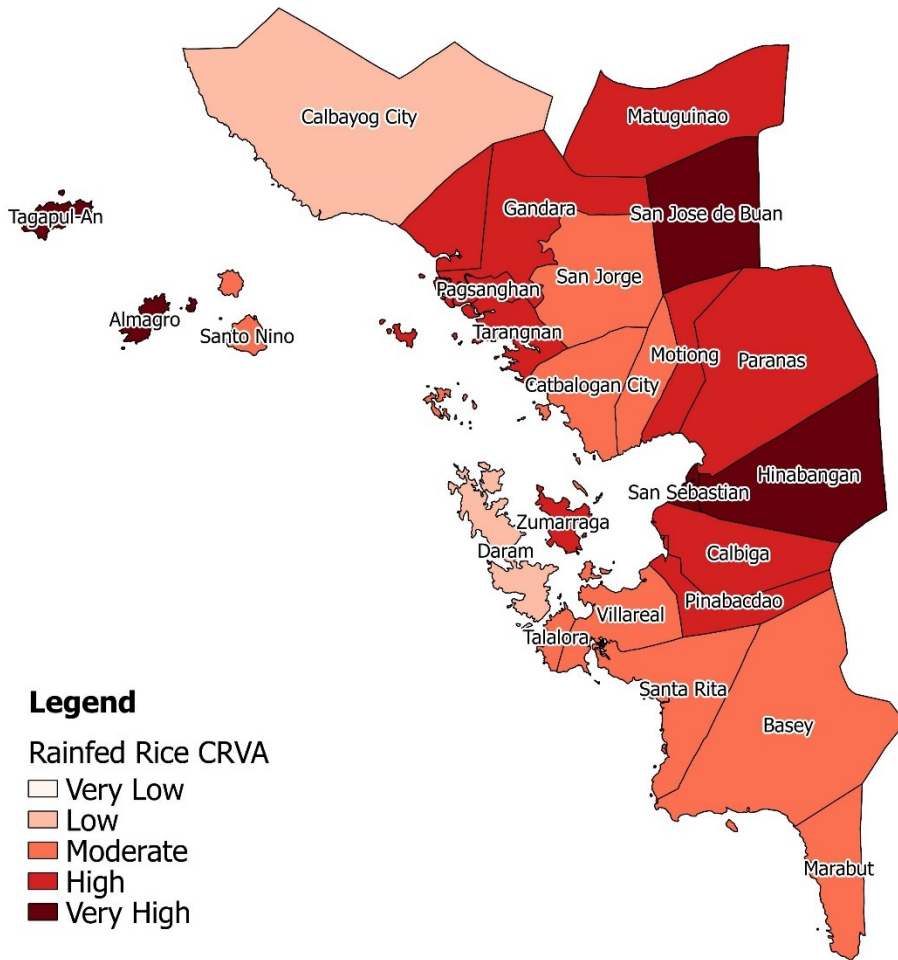 Calbayog City
Matuguinao
Tagapul-An
Gandara
San Jose de Buan
San Jorge
Pagsanghan
Almagro
Santo Nino
Tarangnan
Motiong
Paranas
Catbalogan City
Hinabangan
San Sebastian
Zumarraga
Daram
Calbiga
Pinabacdao
Villareal
Talalora
Santa Rita
Basey
Marabut
Legend
Rainfed Rice CRVA
Very Low
Low
Moderate
High
Very High